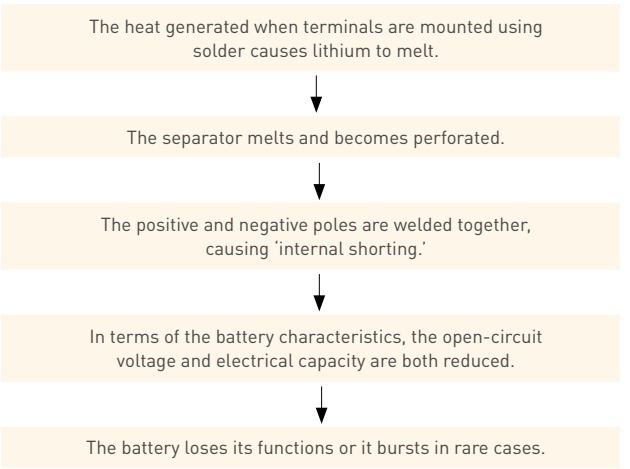 The heat generated when terminals are mounted using
solder causes lithium to melt.
The separator melts and becomes perforated.
The positive and negative poles are welded together,
causing ‘internal shorting.’
In terms of the battery characteristics, the open-circuit
voltage and electrical capacity are both reduced.
The battery loses its functions or it bursts in rare cases.